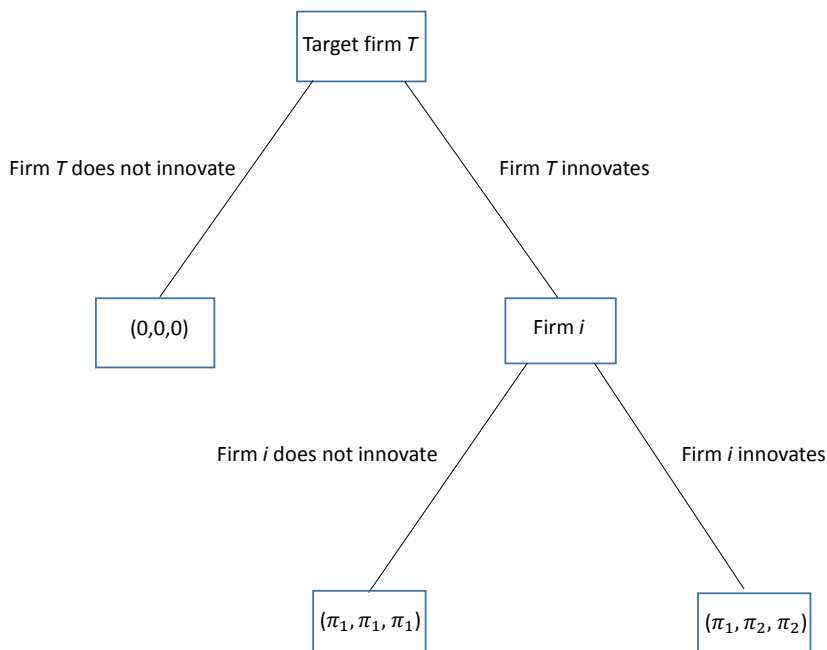 Target firm T
Firm T does not innovate
Firm T innovates
(0,0,0)
Firm i
Firm i does not innovate
Firm i innovates
(π₁, π₁, π₁)
(π₁, π₂, π₂)